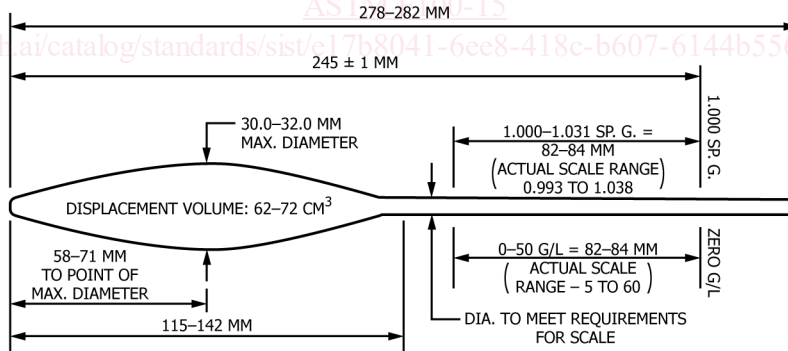 278–282 MM
h.ai/catalog/standards/sist/e17b8041-6ee8-418c-b607-6144b55
245 ± 1 MM
30.0–32.0 MM
MAX. DIAMETER
1.000–1.031 SP. G. =
82–84 MM
(ACTUAL SCALE RANGE)
0.993 TO 1.038
1.000 SP. G.
DISPLACEMENT VOLUME: 62–72 CM³
58–71 MM
TO POINT OF
MAX. DIAMETER
0–50 G/L = 82–84 MM
(ACTUAL SCALE
RANGE – 5 TO 60)
ZERO G/L
DIA. TO MEET REQUIREMENTS
FOR SCALE
115–142 MM